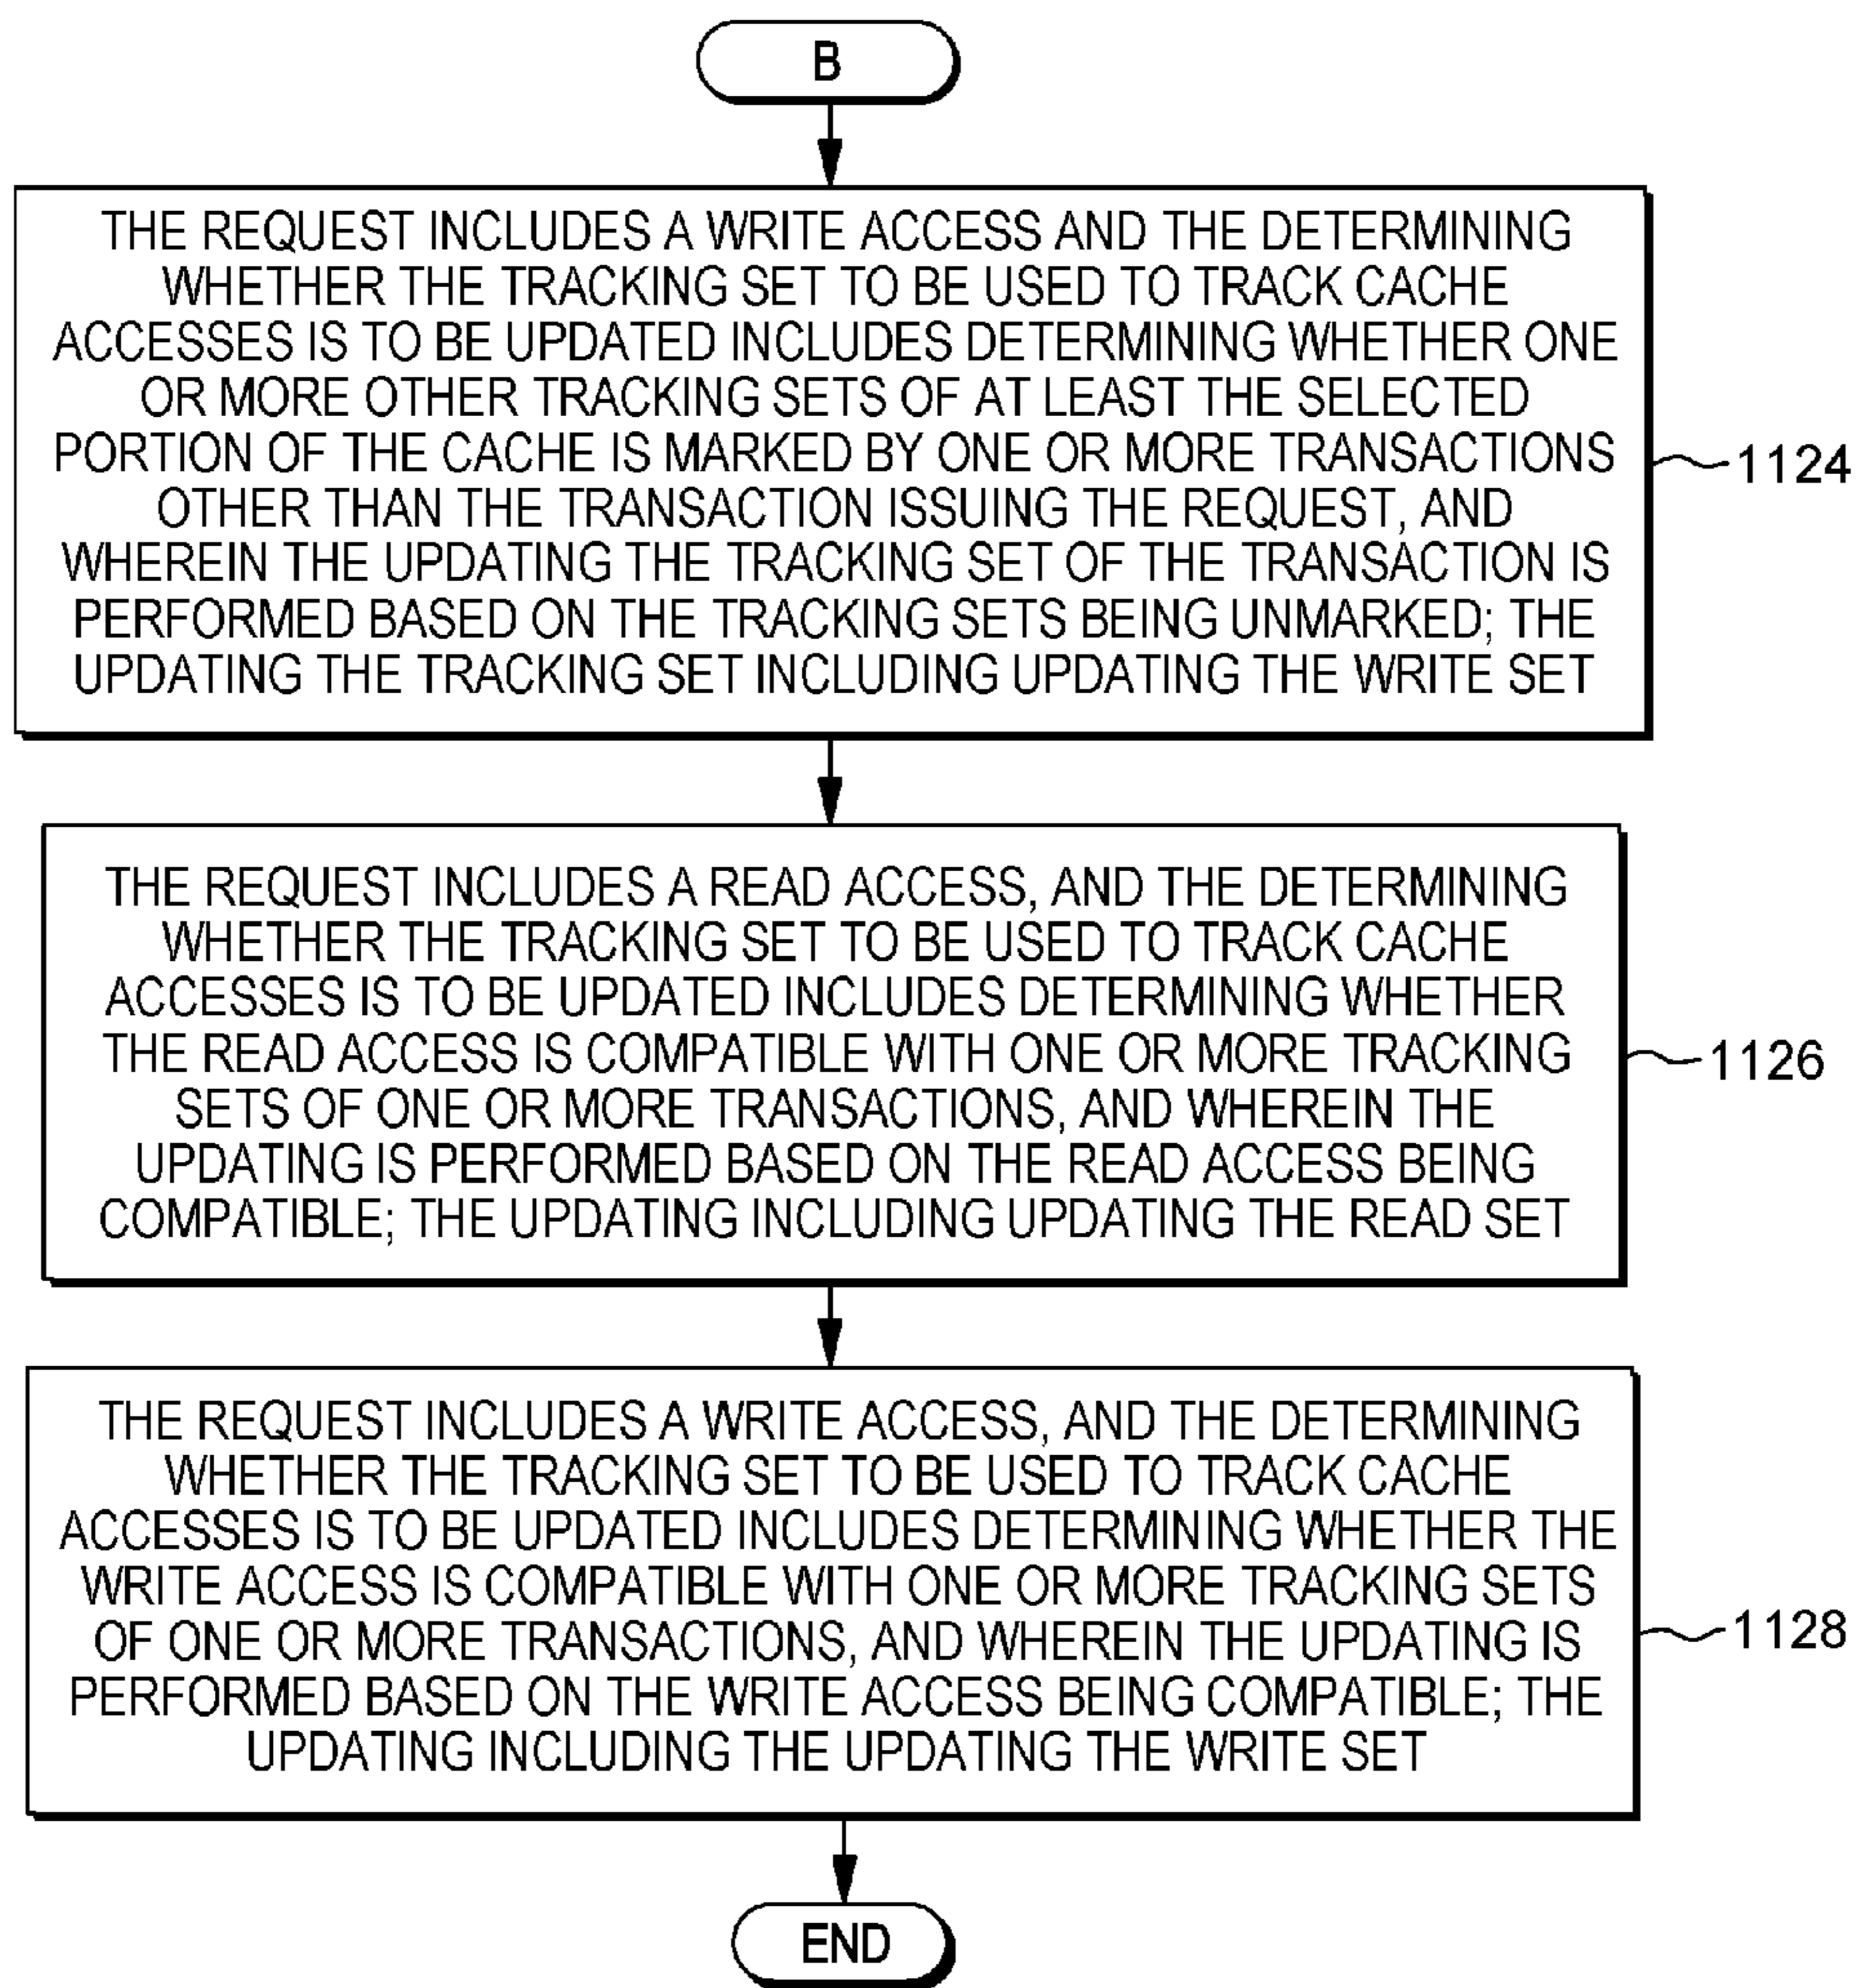 B
THE REQUEST INCLUDES A WRITE ACCESS AND THE DETERMINING
WHETHER THE TRACKING SET TO BE USED TO TRACK CACHE
ACCESSES IS TO BE UPDATED INCLUDES DETERMINING WHETHER ONE
OR MORE OTHER TRACKING SETS OF AT LEAST THE SELECTED
PORTION OF THE CACHE IS MARKED BY ONE OR MORE TRANSACTIONS
OTHER THAN THE TRANSACTION ISSUING THE REQUEST, AND
WHEREIN THE UPDATING THE TRACKING SET OF THE TRANSACTION IS
PERFORMED BASED ON THE TRACKING SETS BEING UNMARKED; THE
UPDATING THE TRACKING SET INCLUDING UPDATING THE WRITE SET
1124
THE REQUEST INCLUDES A READ ACCESS, AND THE DETERMINING
WHETHER THE TRACKING SET TO BE USED TO TRACK CACHE
ACCESSES IS TO BE UPDATED INCLUDES DETERMINING WHETHER
THE READ ACCESS IS COMPATIBLE WITH ONE OR MORE TRACKING
SETS OF ONE OR MORE TRANSACTIONS, AND WHEREIN THE
UPDATING IS PERFORMED BASED ON THE READ ACCESS BEING
COMPATIBLE; THE UPDATING INCLUDING UPDATING THE READ SET
1126
THE REQUEST INCLUDES A WRITE ACCESS, AND THE DETERMINING
WHETHER THE TRACKING SET TO BE USED TO TRACK CACHE
ACCESSES IS TO BE UPDATED INCLUDES DETERMINING WHETHER THE
WRITE ACCESS IS COMPATIBLE WITH ONE OR MORE TRACKING SETS
OF ONE OR MORE TRANSACTIONS, AND WHEREIN THE UPDATING IS
PERFORMED BASED ON THE WRITE ACCESS BEING COMPATIBLE; THE
UPDATING INCLUDING THE UPDATING THE WRITE SET
1128
END